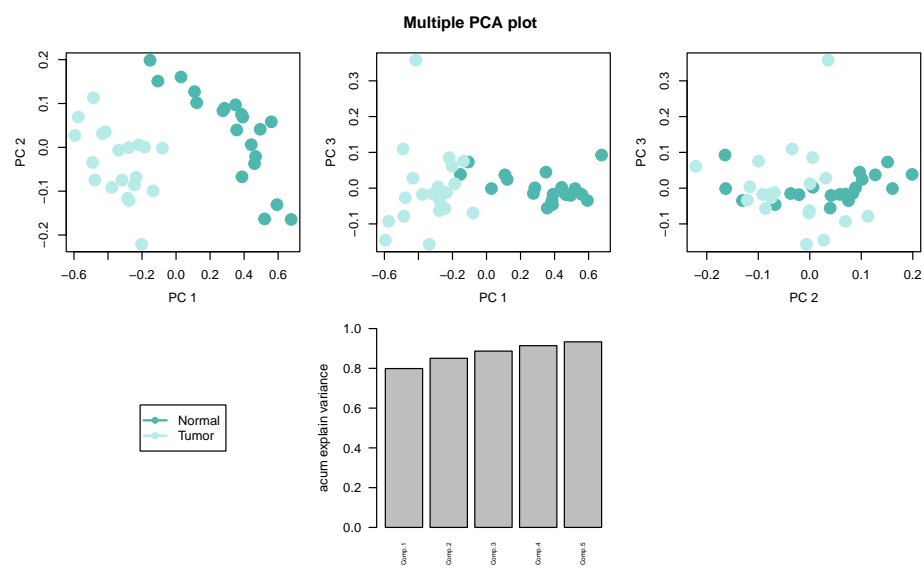 Multiple PCA plot
PC 2
0.2
0.1
0.0
−0.1
−0.2
−0.6 −0.4 −0.2 0.0 0.2 0.4 0.6
PC 1
PC 3
0.3
0.2
0.1
0.0
−0.1
−0.6 −0.4 −0.2 0.0 0.2 0.4 0.6
PC 1
PC 3
0.3
0.2
0.1
0.0
−0.1
−0.2 −0.1 0.0 0.1 0.2
PC 2
Normal
Tumor
acum explain variance
1.0
0.8
0.6
0.4
0.2
0.0
Comp.1 Comp.2 Comp.3 Comp.4 Comp.5